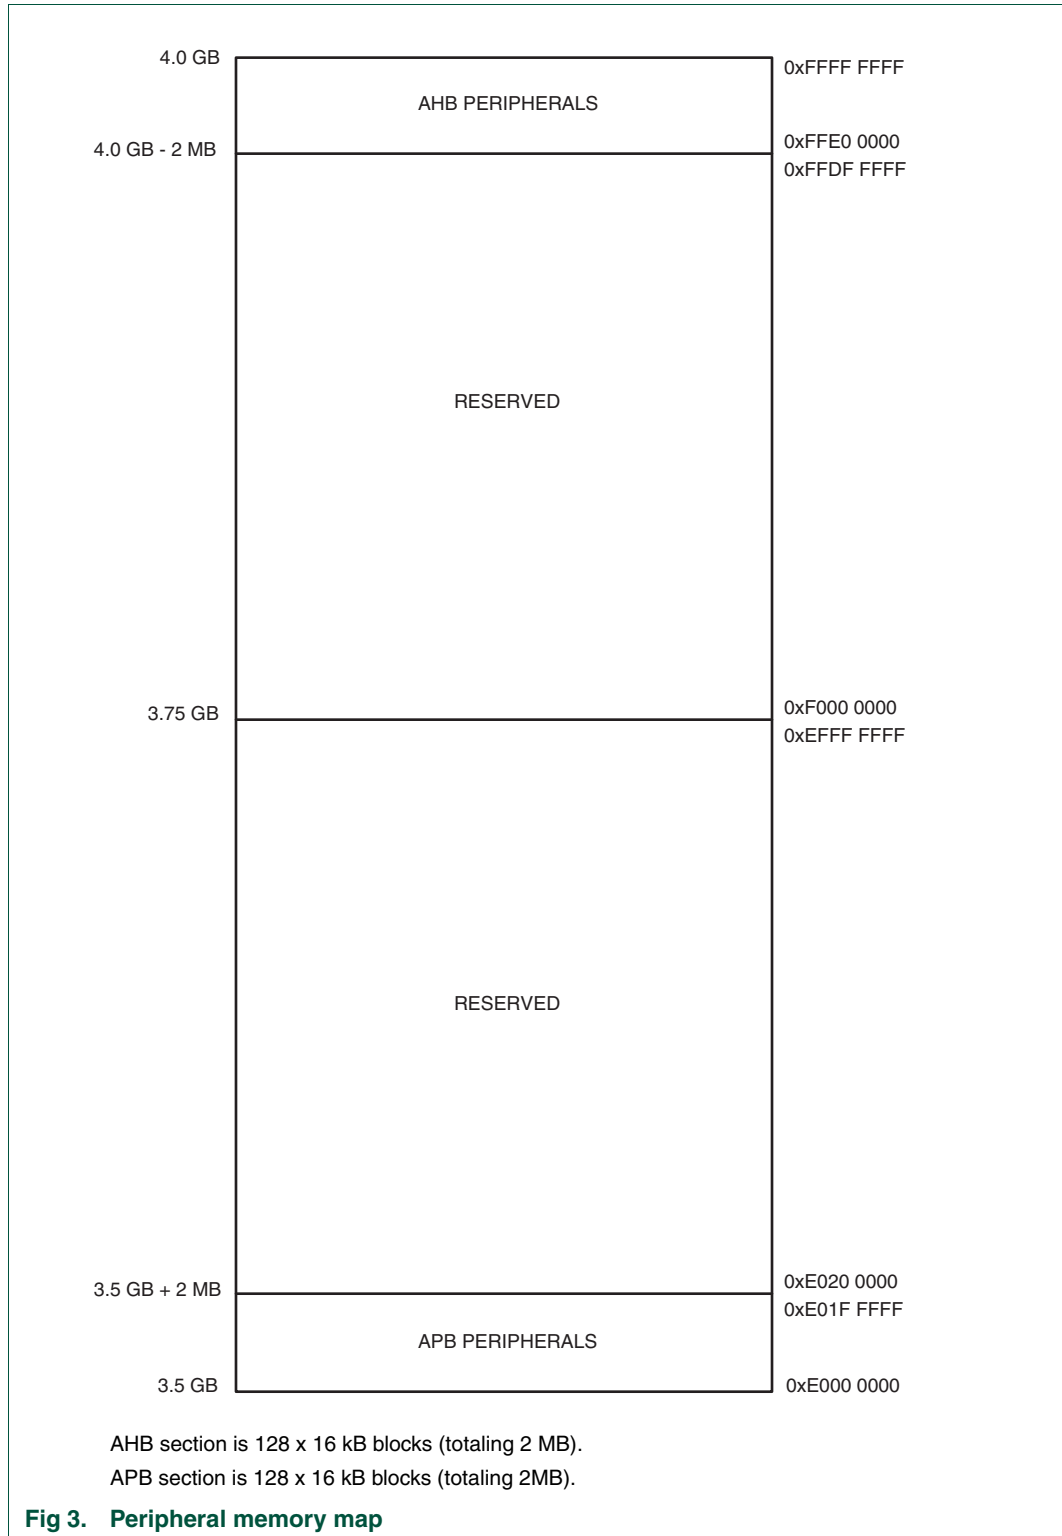 4.0 GB
0xFFFF FFFF
AHB PERIPHERALS
4.0 GB - 2 MB
0xFFE0 0000
0xFFDF FFFF
RESERVED
3.75 GB
0xF000 0000
0xEFFF FFFF
RESERVED
3.5 GB + 2 MB
0xE020 0000
0xE01F FFFF
APB PERIPHERALS
3.5 GB
0xE000 0000
AHB section is 128 x 16 kB blocks (totaling 2 MB).
APB section is 128 x 16 kB blocks (totaling 2MB).
Fig 3. Peripheral memory map